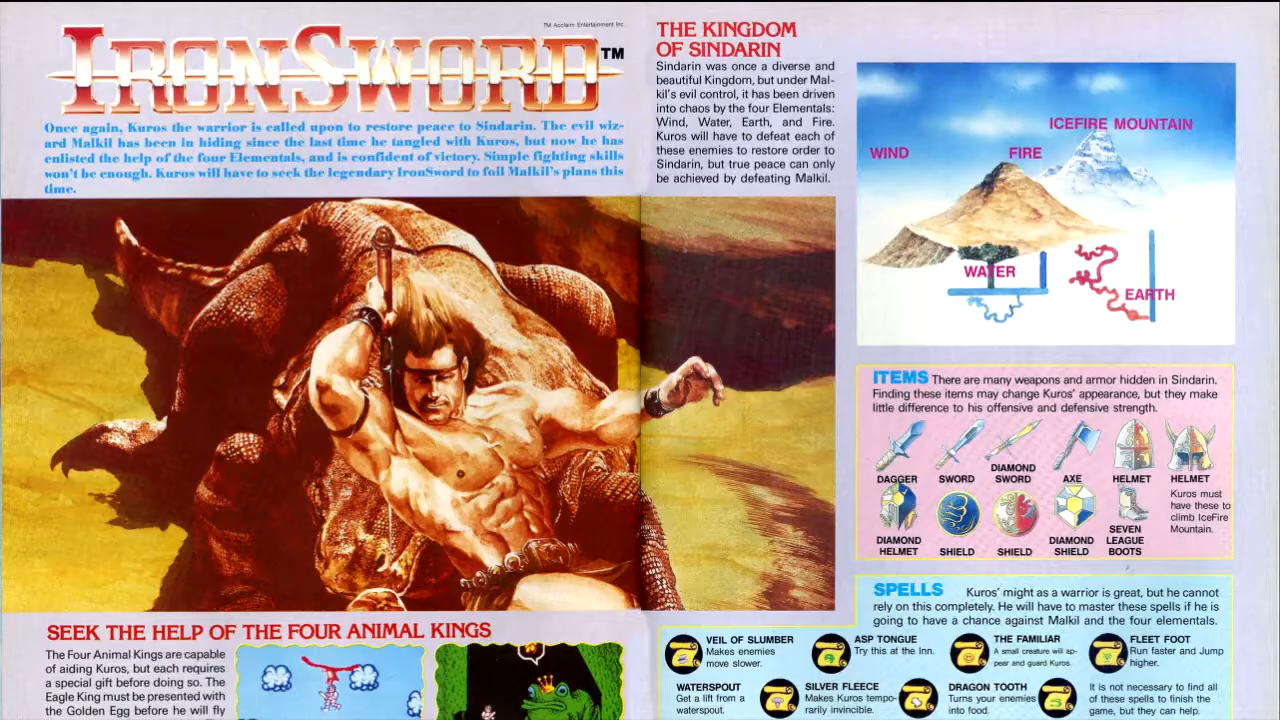 IRONSWORD™
TM Acclaim Entertainment Inc.
Once again, Kuros the warrior is called upon to restore peace to Sindarin. The evil wiz-
ard Malkil has been in hiding since the last time he tangled with Kuros, but now he has
enlisted the help of the four Elementals, and is confident of victory. Simple fighting skills
won't be enough. Kuros will have to seek the legendary IronSword to foil Malkil's plans this
time.
SEEK THE HELP OF THE FOUR ANIMAL KINGS
The Four Animal Kings are capable
of aiding Kuros, but each requires
a special gift before doing so. The
Eagle King must be presented with
the Golden Egg before he will fly
THE KINGDOM
OF SINDARIN
Sindarin was once a diverse and
beautiful Kingdom, but under Mal-
kil's evil control, it has been driven
into chaos by the four Elementals:
Wind, Water, Earth, and Fire.
Kuros will have to defeat each of
these enemies to restore order to
Sindarin, but true peace can only
be achieved by defeating Malkil.
ICEFIRE MOUNTAIN
WIND
FIRE
WATER
EARTH
ITEMS There are many weapons and armor hidden in Sindarin.
Finding these items may change Kuros' appearance, but they make
little difference to his offensive and defensive strength.
DAGGER
SWORD
DIAMOND
SWORD
AXE
HELMET
HELMET
Kuros must
have these to
climb IceFire
Mountain.
DIAMOND
HELMET
SHIELD
SHIELD
DIAMOND
SHIELD
SEVEN
LEAGUE
BOOTS
SPELLS Kuros' might as a warrior is great, but he cannot
rely on this completely. He will have to master these spells if he is
going to have a chance against Malkil and the four elementals.
VEIL OF SLUMBER
Makes enemies
move slower.
ASP TONGUE
Try this at the Inn.
THE FAMILIAR
A small creature will ap-
pear and guard Kuros.
FLEET FOOT
Run faster and Jump
higher.
WATERSPOUT
Get a lift from a
waterspout.
SILVER FLEECE
Makes Kuros tempo-
rarily invincible.
DRAGON TOOTH
Turns your enemies
into food.
It is not necessary to find all
of these spells to finish the
game, but they can help.